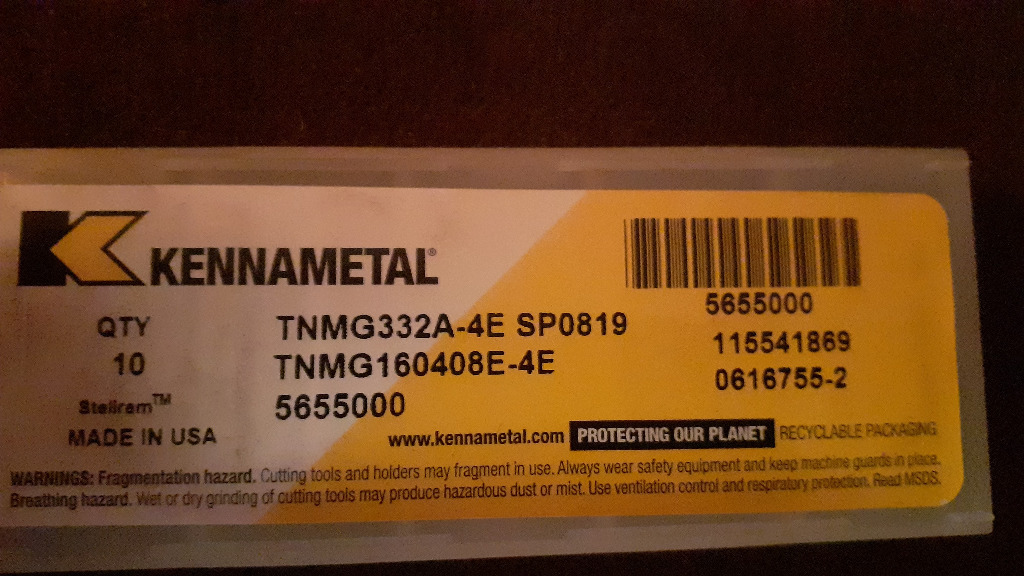 KENNAMETAL®
5655000
QTY
TNMG332A-4E SP0819
115541869
10
TNMG160408E-4E
0616755-2
Stellram™
5655000
MADE IN USA
www.kennametal.com PROTECTING OUR PLANET RECYCLABLE PACKAGING
WARNINGS: Fragmentation hazard. Cutting tools and holders may fragment in use. Always wear safety equipment and keep machine guards in place.
Breathing hazard. Wet or dry grinding of cutting tools may produce hazardous dust or mist. Use ventilation control and respiratory protection. Read MSDS.